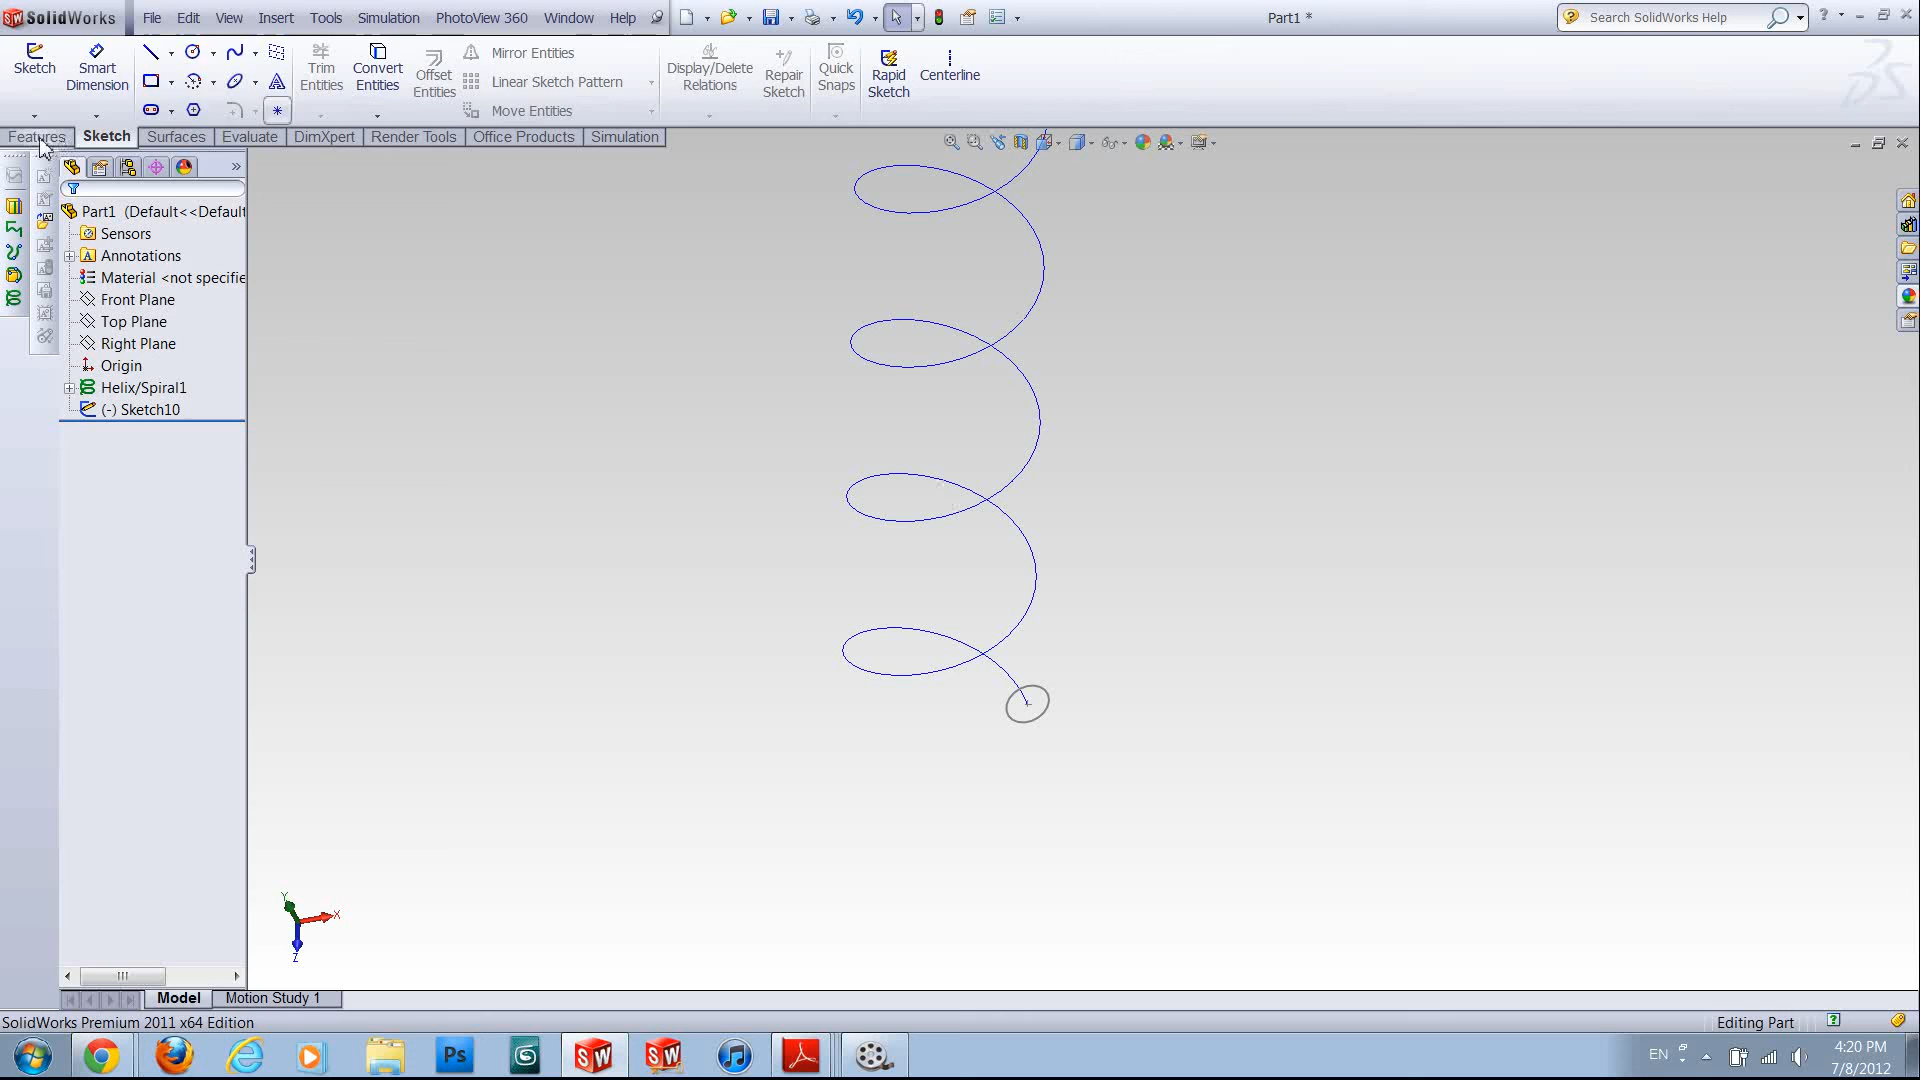 SolidWorks File Edit View Insert Tools Simulation PhotoView 360 Window Help Part1 * Search SolidWorks Help
Sketch
Smart
Dimension
Trim
Entities
Convert
Entities
Offset
Entities
Mirror Entities
Linear Sketch Pattern
Move Entities
Display/Delete
Relations
Repair
Sketch
Quick
Snaps
Rapid
Sketch
Centerline
Features Sketch Surfaces Evaluate DimXpert Render Tools Office Products Simulation
Part1 (Default<<Default
Sensors
Annotations
Material <not specifie
Front Plane
Top Plane
Right Plane
Origin
Helix/Spiral1
(-) Sketch10
Y
X
Z
Model Motion Study 1
SolidWorks Premium 2011 x64 Edition Editing Part
Ps
SW
SW
EN
4:20 PM
7/8/2012